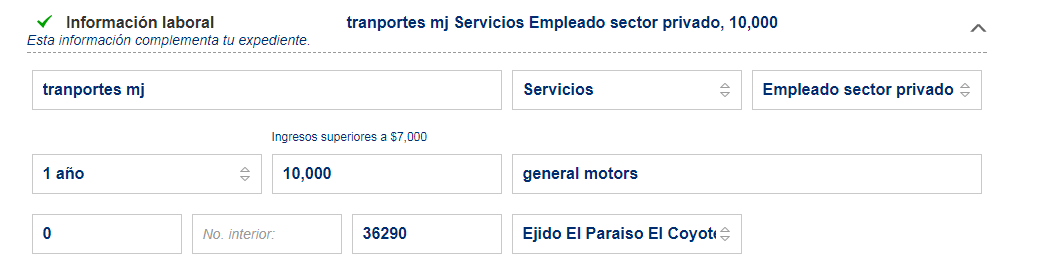 Información laboral
tranportes mj Servicios Empleado sector privado, 10,000
Esta información complementa tu expediente.
tranportes mj
Servicios
Empleado sector privado
Ingresos superiores a $7,000
1 año
10,000
general motors
0
No. interior:
36290
Ejido El Paraiso El Coyote